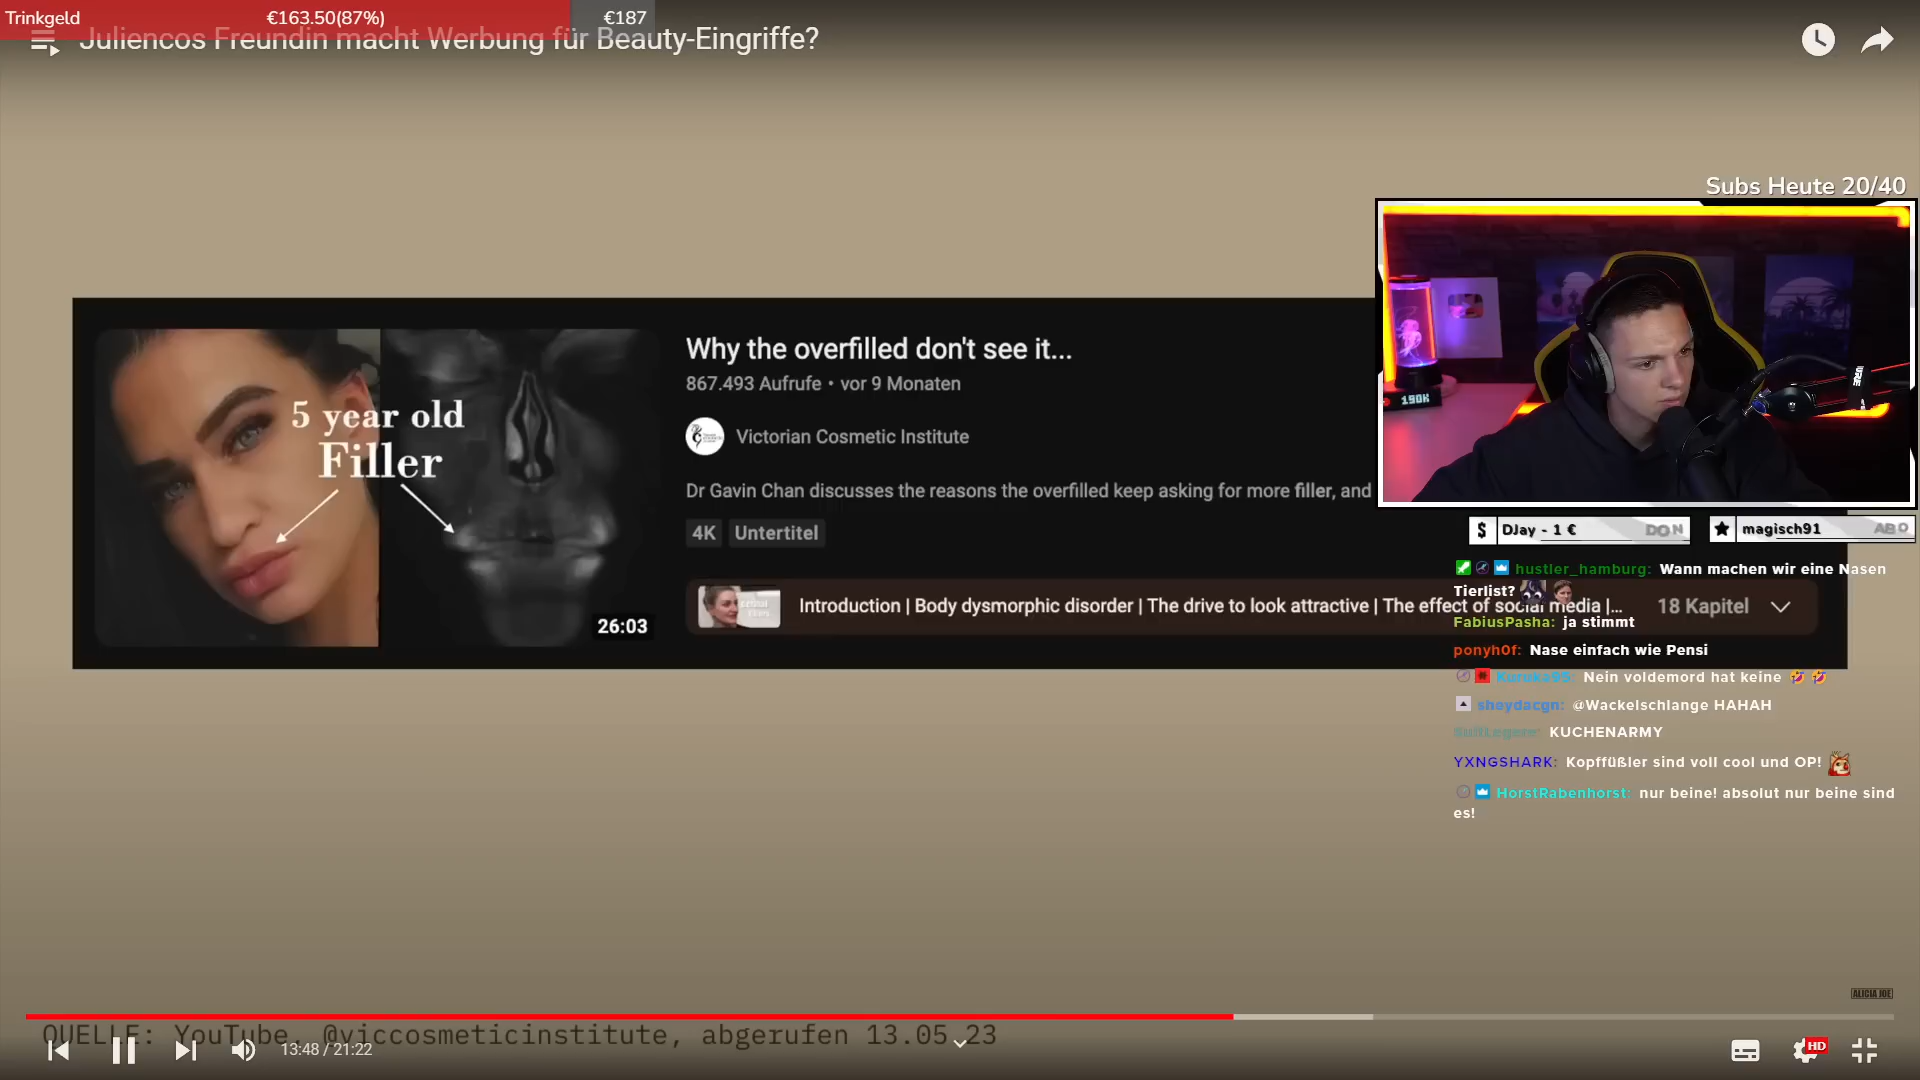 Trinkgeld €163.50(87%) €187
Juliencos Freundin macht Werbung für Beauty-Eingriffe?
Subs Heute 20/40
5 year old
Filler
26:03
Why the overfilled don't see it...
867.493 Aufrufe • vor 9 Monaten
Victorian Cosmetic Institute
Dr Gavin Chan discusses the reasons the overfilled keep asking for more filler, and
4K Untertitel
Introduction | Body dysmorphic disorder | The drive to look attractive | The effect of social media |... 18 Kapitel
190K
$ DJay - 1 € DON
magisch91 ABO
hustler_hamburg: Wann machen wir eine Nasen
Tierlist?
FabiusPasha: ja stimmt
ponyh0f: Nase einfach wie Pensi
Nein voldemord hat keine 🤣 🤣
sheydacgn: @Wackelschlange HAHAH
KUCHENARMY
YXNGSHARK: Kopffüßler sind voll cool und OP!
HorstRabenhorst: nur beine! absolut nur beine sind
es!
ALICIA JOE
QUELLE: YouTube, @viccosmeticinstitute, abgerufen 13.05.23
13:48 / 21:22
HD